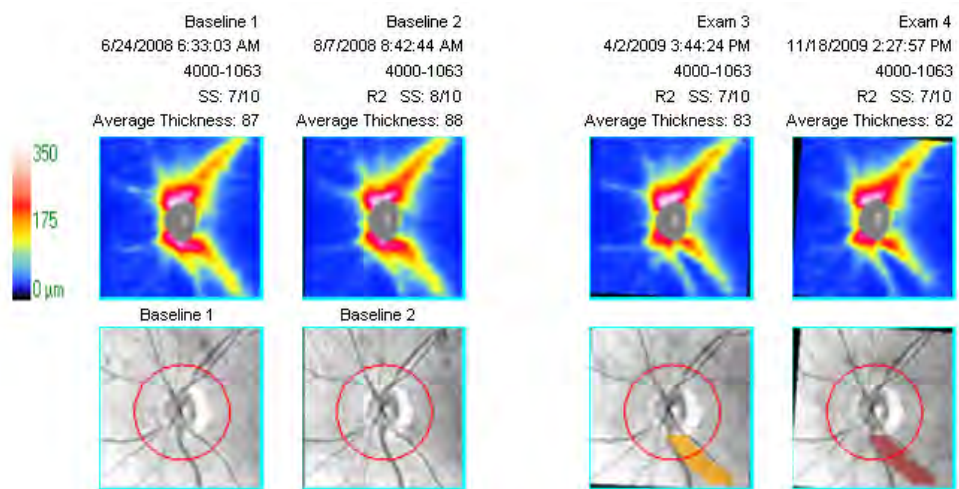 Baseline 1
6/24/2008 6:33:03 AM
4000-1063
SS: 7/10
Average Thickness: 87
Baseline 2
8/7/2008 8:42:44 AM
4000-1063
R2 SS: 8/10
Average Thickness: 88
Exam 3
4/2/2009 3:44:24 PM
4000-1063
R2 SS: 7/10
Average Thickness: 83
Exam 4
11/18/2009 2:27:57 PM
4000-1063
R2 SS: 7/10
Average Thickness: 82
350
175
0 µm
Baseline 1
Baseline 2